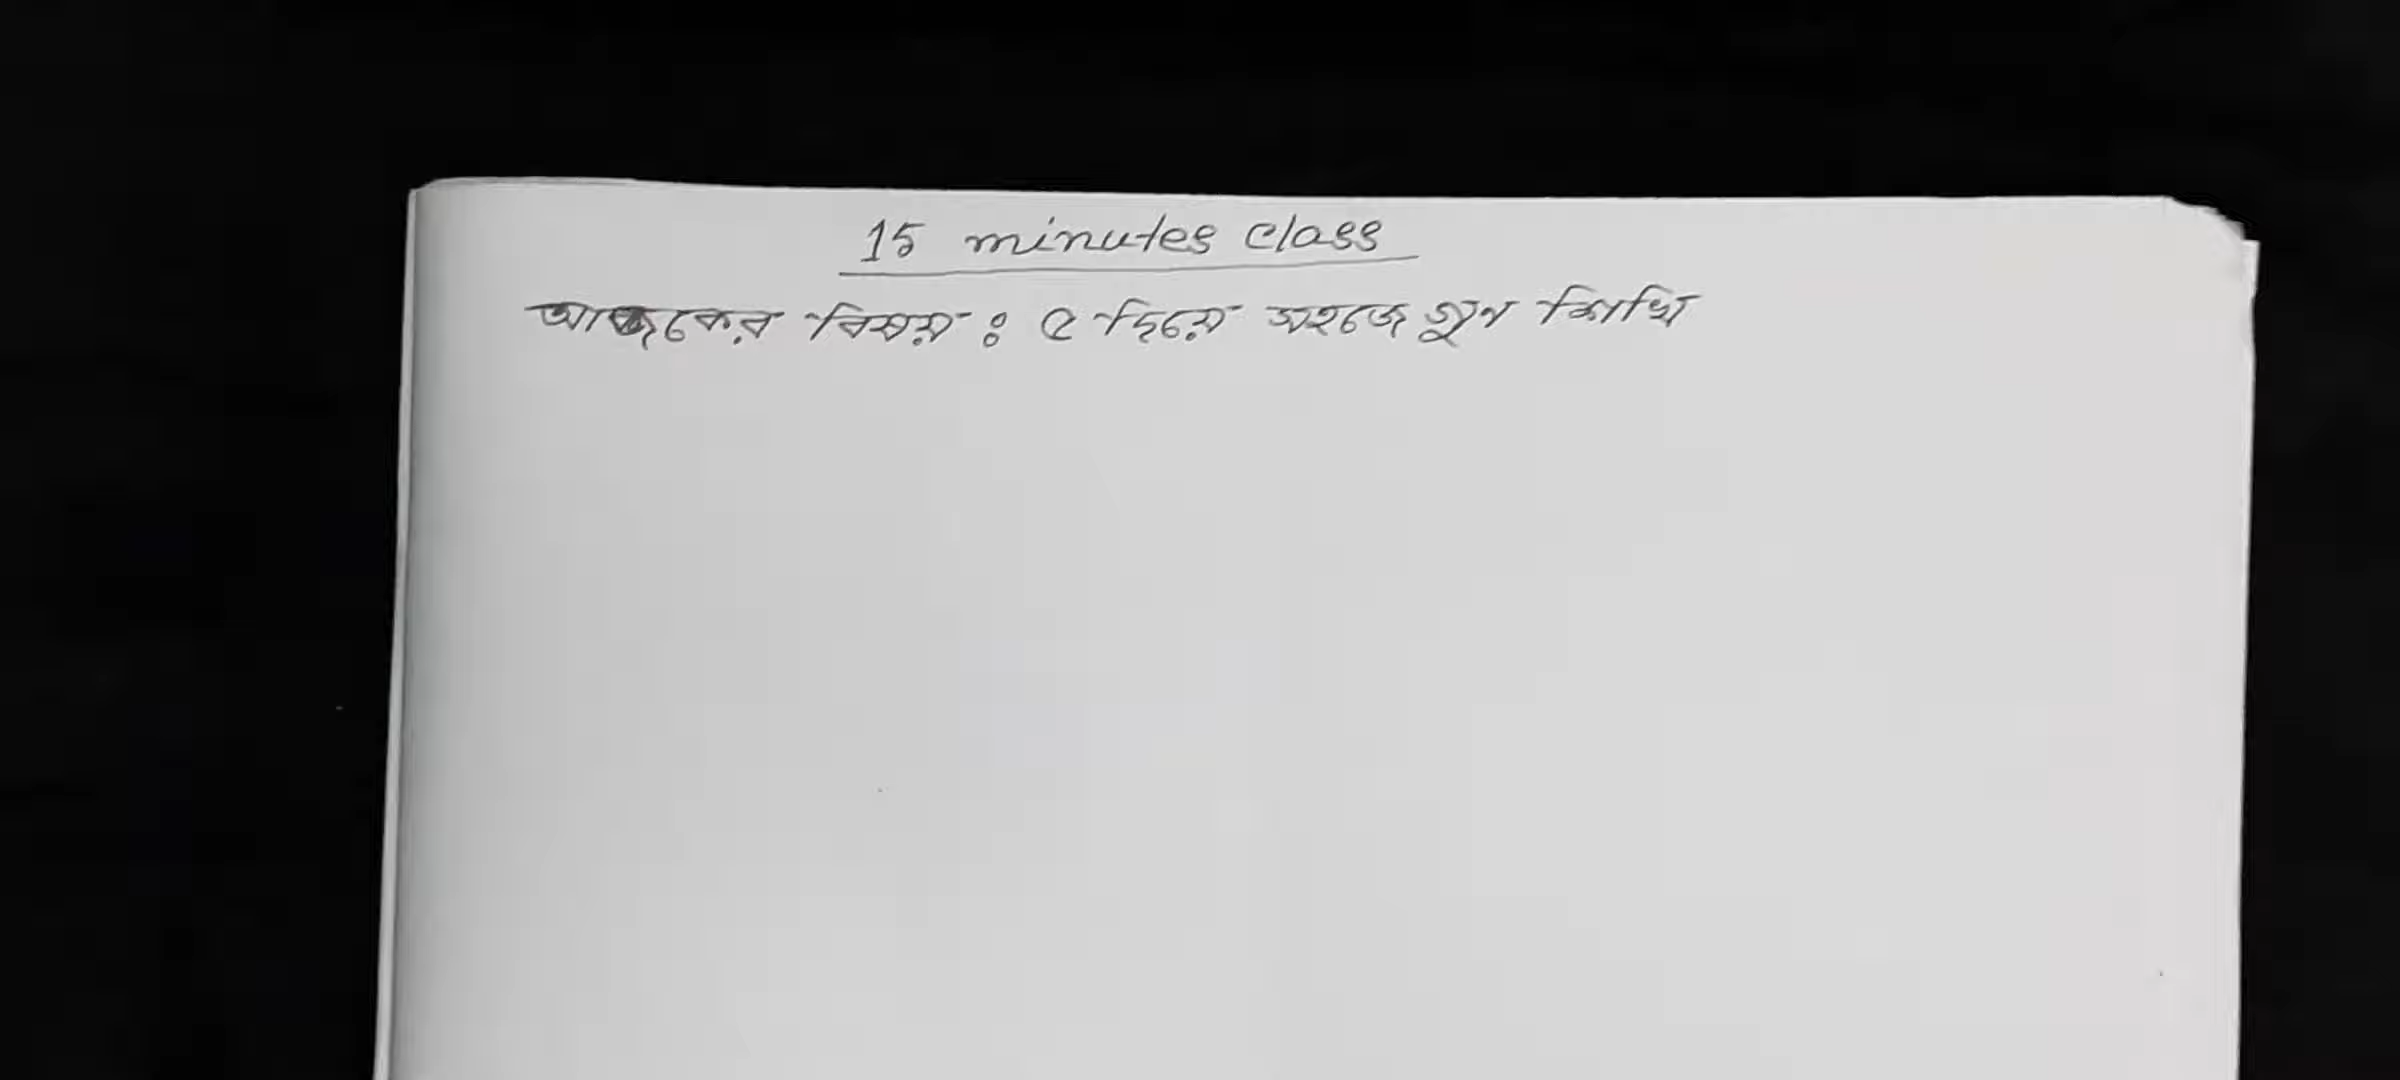 15 minutes class
আজকের বিষয় : ৫ দিয়ে সহজে গুন শিখি